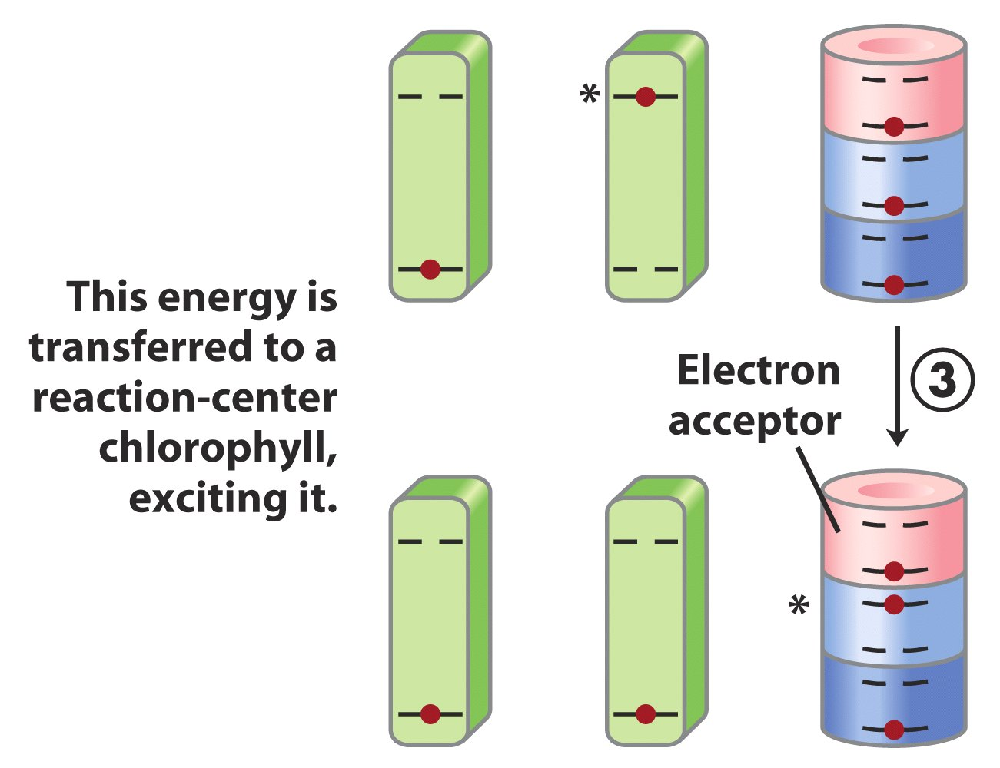 *
This energy is
transferred to a
reaction-center
chlorophyll,
exciting it.
Electron
acceptor
3
*